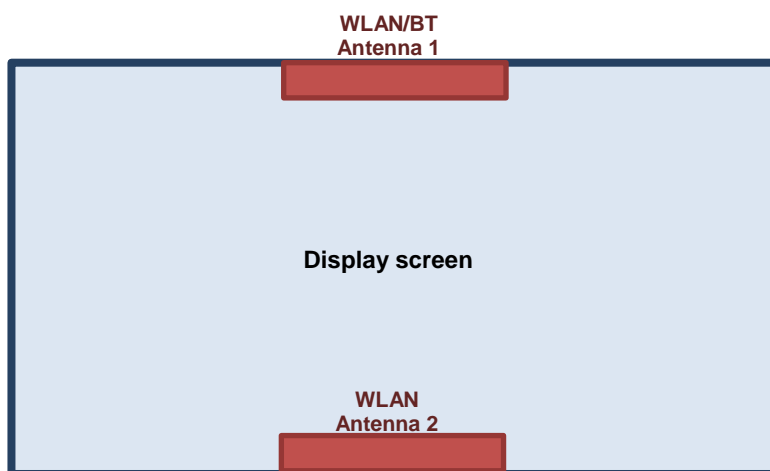 WLAN/BT
Antenna 1
Display screen
WLAN
Antenna 2